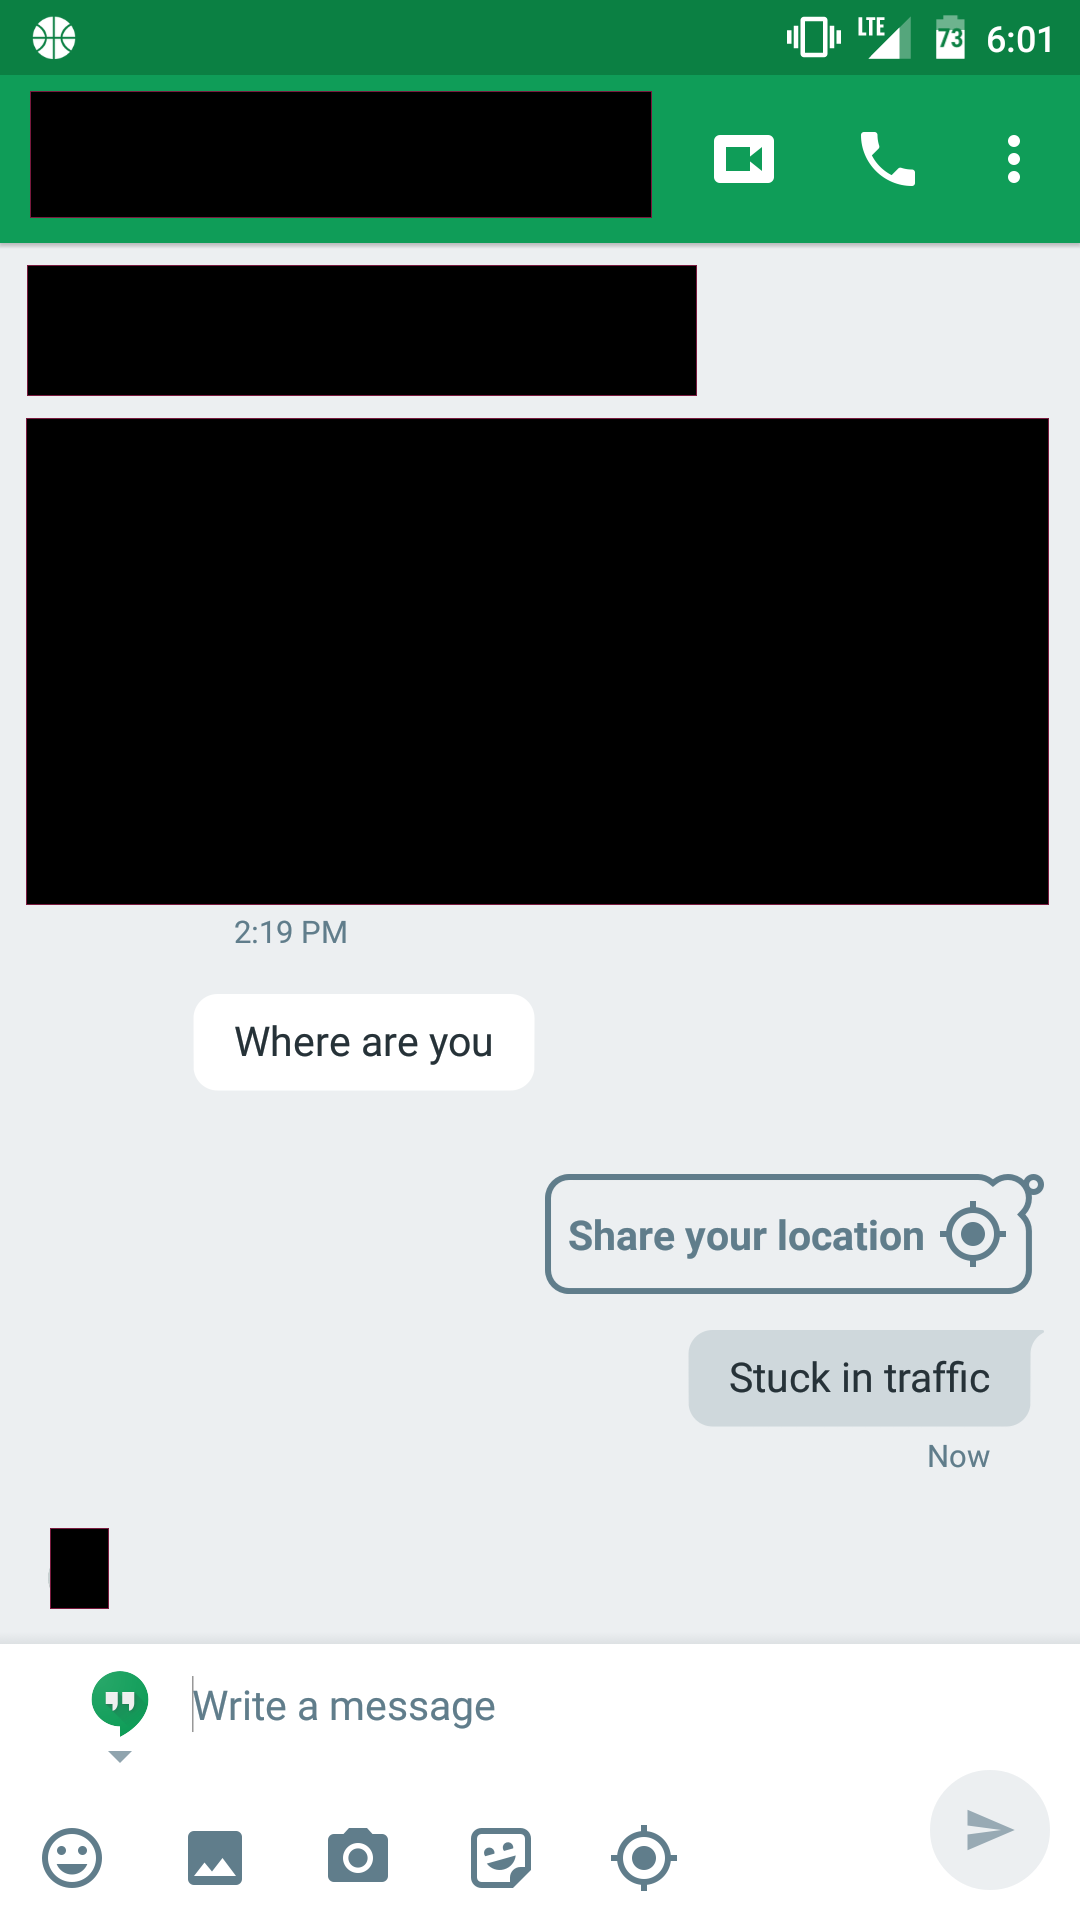 LTE 73 6:01
2:19 PM
Where are you
Share your location
Stuck in traffic
Now
Write a message